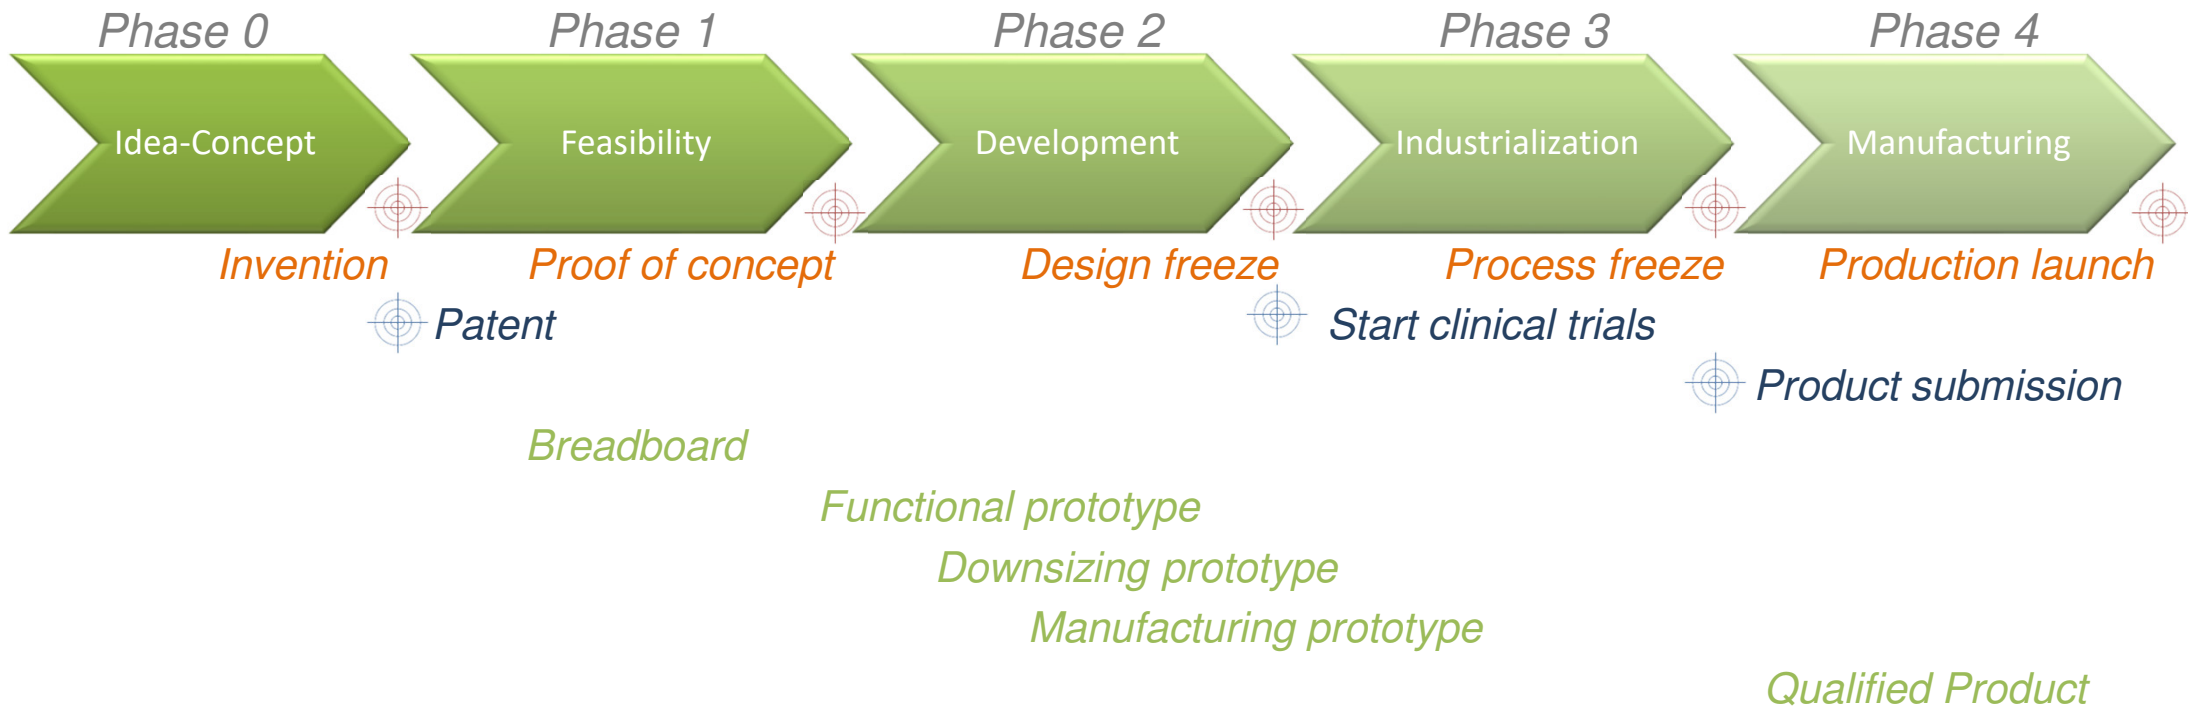 Phase 0 Phase 1 Phase 2 Phase 3 Phase 4
Idea-Concept Feasibility Development Industrialization Manufacturing
Invention Proof of concept Design freeze Process freeze Production launch
Patent Start clinical trials
Product submission
Breadboard
Functional prototype
Downsizing prototype
Manufacturing prototype
Qualified Product